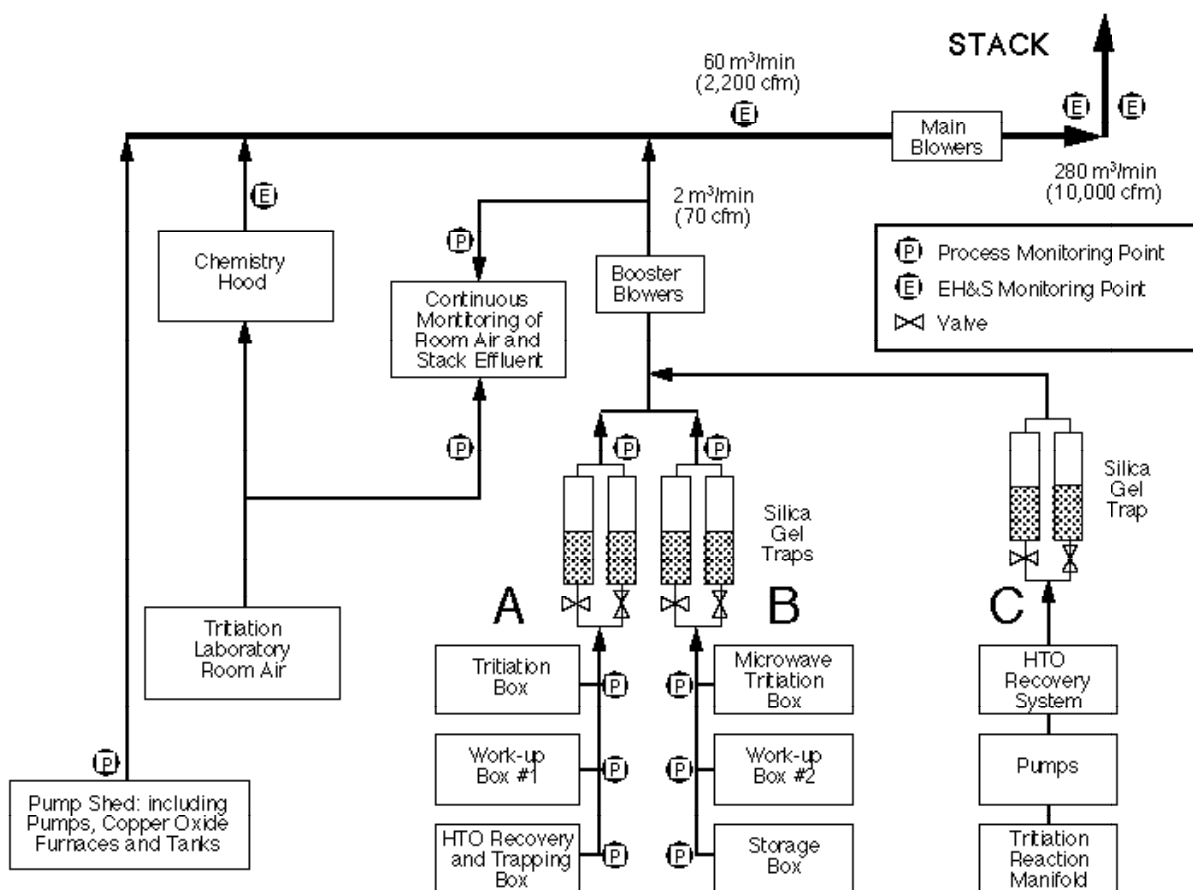 STACK
60 m³/min
(2,200 cfm)
E
E
E
Main
Blowers
280 m³/min
(10,000 cfm)
2 m³/min
(70 cfm)
E
P
P Process Monitoring Point
E EH&S Monitoring Point
Valve
Chemistry
Hood
Booster
Blowers
Continuous
Montitoring of
Room Air and
Stack Effluent
P
P
P
Silica
Gel
Trap
Silica
Gel
Traps
A
B
C
Tritiation
Laboratory
Room Air
Tritiation
Box
P
P
Microwave
Tritiation
Box
HTO
Recovery
System
Work-up
Box #1
P
P
Work-up
Box #2
Pumps
P
Pump Shed: including
Pumps, Copper Oxide
Furnaces and Tanks
HTO Recovery
and Trapping
Box
P
P
Storage
Box
Tritiation
Reaction
Manifold